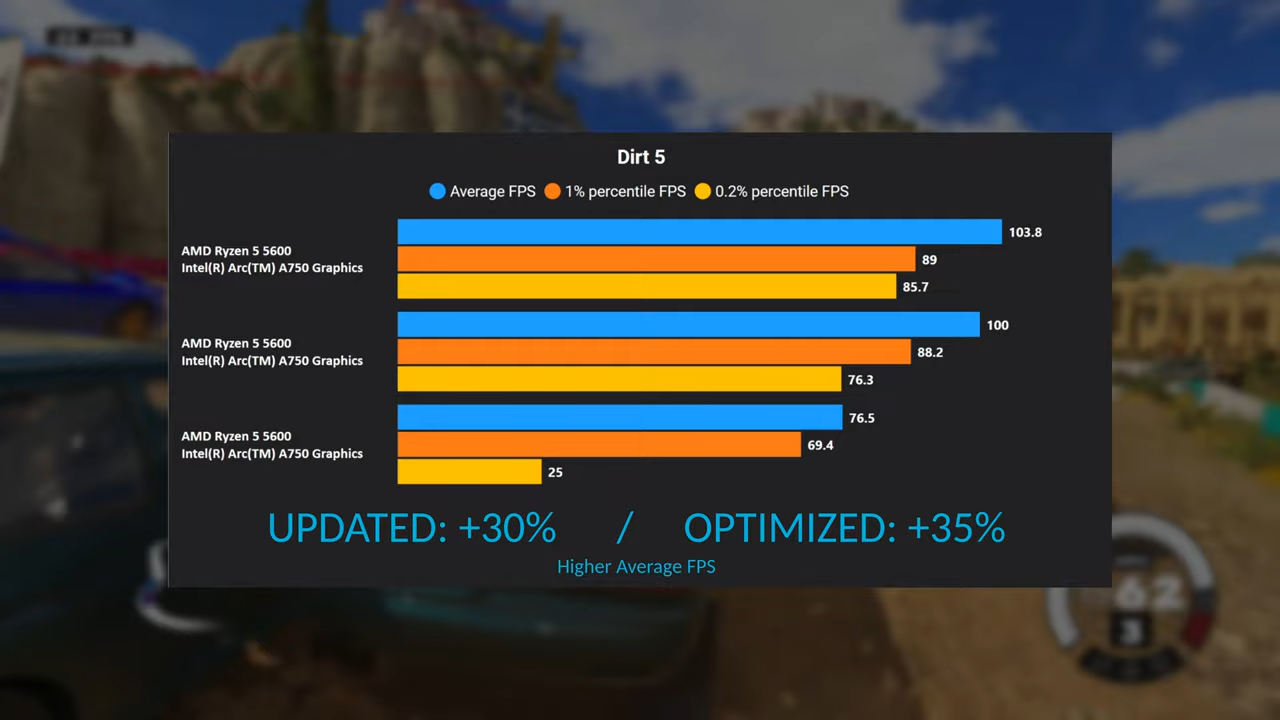 Dirt 5
Average FPS 1% percentile FPS 0.2% percentile FPS
AMD Ryzen 5 5600
Intel(R) Arc(TM) A750 Graphics
103.8
89
85.7
AMD Ryzen 5 5600
Intel(R) Arc(TM) A750 Graphics
100
88.2
76.3
AMD Ryzen 5 5600
Intel(R) Arc(TM) A750 Graphics
76.5
69.4
25
UPDATED: +30% / OPTIMIZED: +35%
Higher Average FPS
62
3